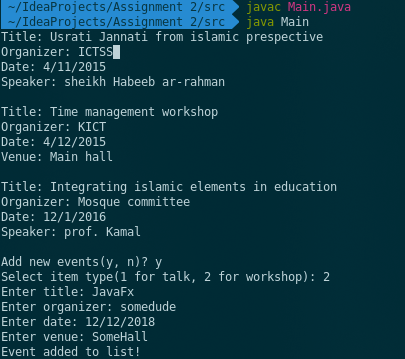 ~/IdeaProjects/Assignment 2/src javac Main.java
~/IdeaProjects/Assignment 2/src java Main
Title: Usrati Jannati from islamic prespective
Organizer: ICTSS
Date: 4/11/2015
Speaker: sheikh Habeeb ar-rahman
Title: Time management workshop
Organizer: KICT
Date: 4/12/2015
Venue: Main hall
Title: Integrating islamic elements in education
Organizer: Mosque committee
Date: 12/1/2016
Speaker: prof. Kamal
Add new events(y, n)? y
Select item type(1 for talk, 2 for workshop): 2
Enter title: JavaFx
Enter organizer: somedude
Enter date: 12/12/2018
Enter venue: SomeHall
Event added to list!